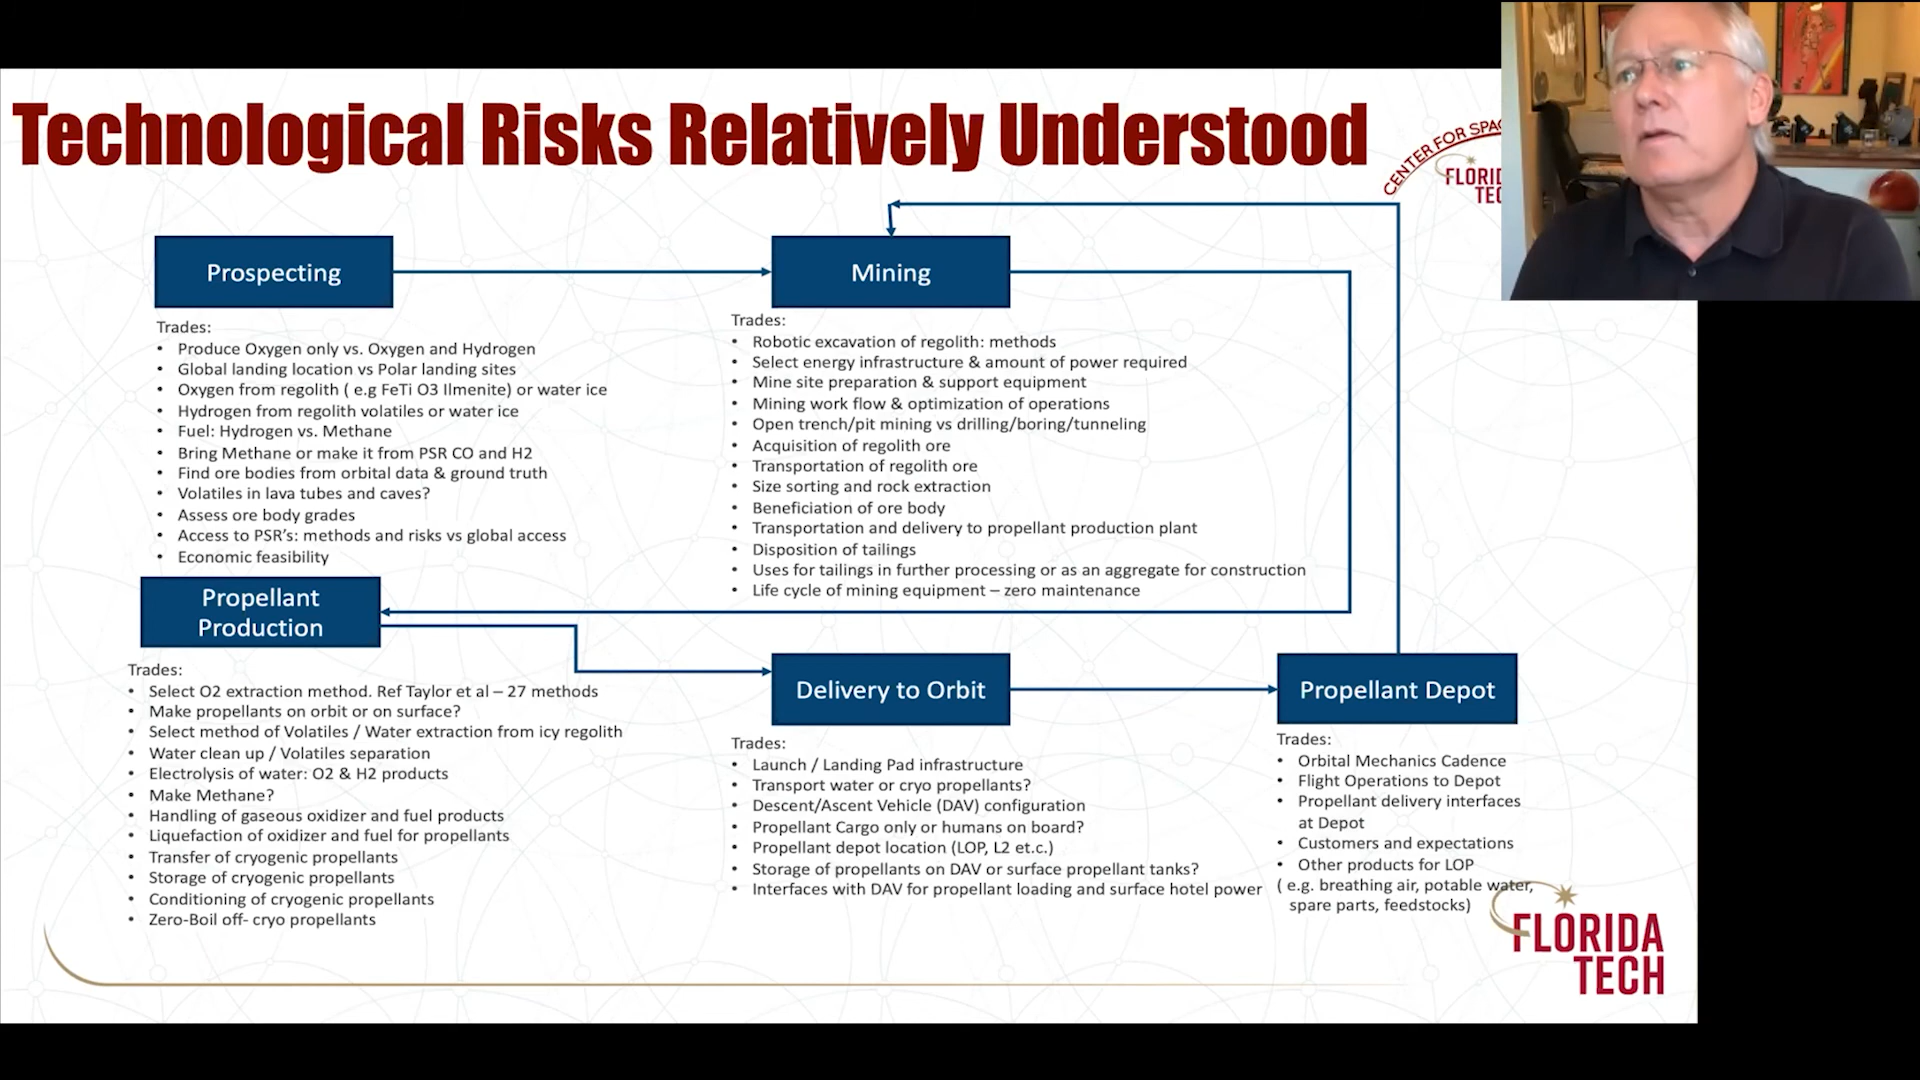 Technological Risks Relatively Understood
CENTER FOR
FLORIDA
Prospecting
Trades:
• Produce Oxygen only vs. Oxygen and Hydrogen
• Global landing location vs Polar landing sites
• Oxygen from regolith ( e.g FeTi O3 Ilmenite) or water ice
• Hydrogen from regolith volatiles or water ice
• Fuel: Hydrogen vs. Methane
• Bring Methane or make it from PSR CO and H2
• Find ore bodies from orbital data & ground truth
• Volatiles in lava tubes and caves?
• Assess ore body grades
• Access to PSR's: methods and risks vs global access
• Economic feasibility
Mining
Trades:
• Robotic excavation of regolith: methods
• Select energy infrastructure & amount of power required
• Mine site preparation & support equipment
• Mining work flow & optimization of operations
• Open trench/pit mining vs drilling/boring/tunneling
• Acquisition of regolith ore
• Transportation of regolith ore
• Size sorting and rock extraction
• Beneficiation of ore body
• Transportation and delivery to propellant production plant
• Disposition of tailings
• Uses for tailings in further processing or as an aggregate for construction
• Life cycle of mining equipment – zero maintenance
Propellant
Production
Trades:
• Select O2 extraction method. Ref Taylor et al – 27 methods
• Make propellants on orbit or on surface?
• Select method of Volatiles / Water extraction from icy regolith
• Water clean up / Volatiles separation
• Electrolysis of water: O2 & H2 products
• Make Methane?
• Handling of gaseous oxidizer and fuel products
• Liquefaction of oxidizer and fuel for propellants
• Transfer of cryogenic propellants
• Storage of cryogenic propellants
• Conditioning of cryogenic propellants
• Zero-Boil off- cryo propellants
Delivery to Orbit
Trades:
• Launch / Landing Pad infrastructure
• Transport water or cryo propellants?
• Descent/Ascent Vehicle (DAV) configuration
• Propellant Cargo only or humans on board?
• Propellant depot location (LOP, L2 et.c.)
• Storage of propellants on DAV or surface propellant tanks?
• Interfaces with DAV for propellant loading and surface hotel power
Propellant Depot
Trades:
• Orbital Mechanics Cadence
• Flight Operations to Depot
• Propellant delivery interfaces
at Depot
• Customers and expectations
• Other products for LOP
( e.g. breathing air, potable water,
spare parts, feedstocks)
FLORIDA
TECH